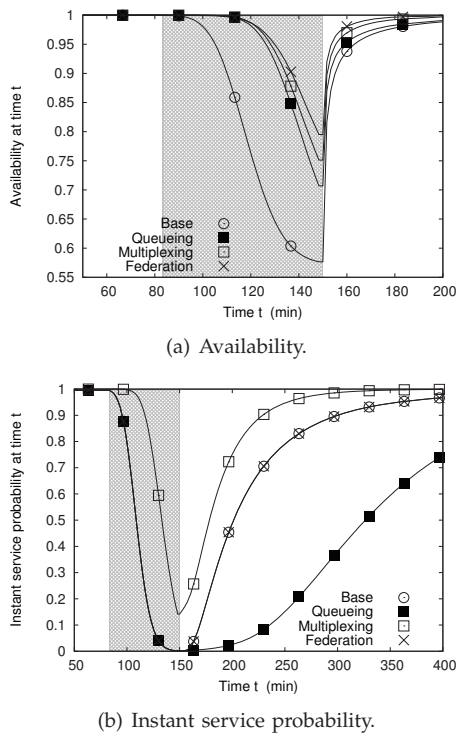 1
0.95
0.9
0.85
0.8
0.75
0.7
0.65
0.6
0.55
Availability at time t
Base
Queueing
Multiplexing
Federation
60 80 100 120 140 160 180 200
Time t (min)
(a) Availability.
1
0.9
0.8
0.7
0.6
0.5
0.4
0.3
0.2
0.1
0
Instant service probability at time t
Base
Queueing
Multiplexing
Federation
50 100 150 200 250 300 350 400
Time t (min)
(b) Instant service probability.